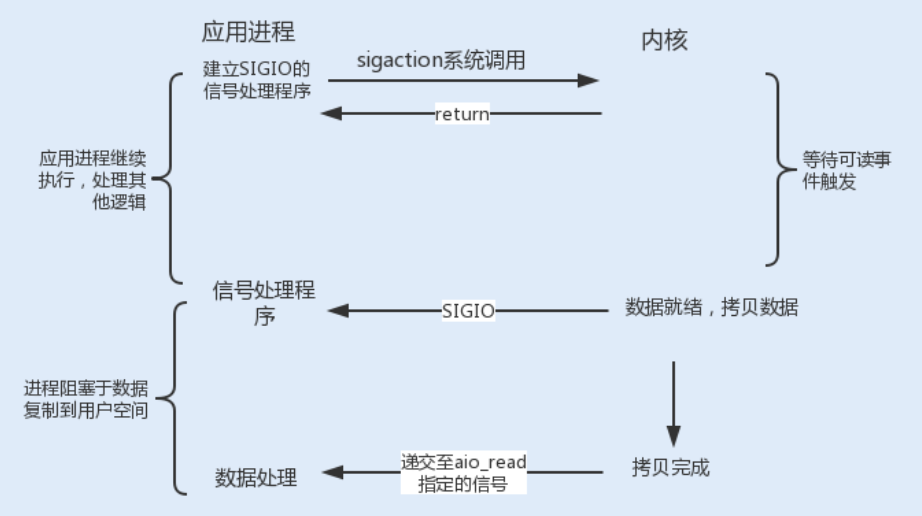 应用进程
内核
建立SIGIO的
信号处理程序
sigaction系统调用
return
应用进程继续
执行，处理其
他逻辑
等待可读事
件触发
信号处理程
序
SIGIO
数据就绪，拷贝数据
进程阻塞于数据
复制到用户空间
数据处理
递交至aio_read
指定的信号
拷贝完成